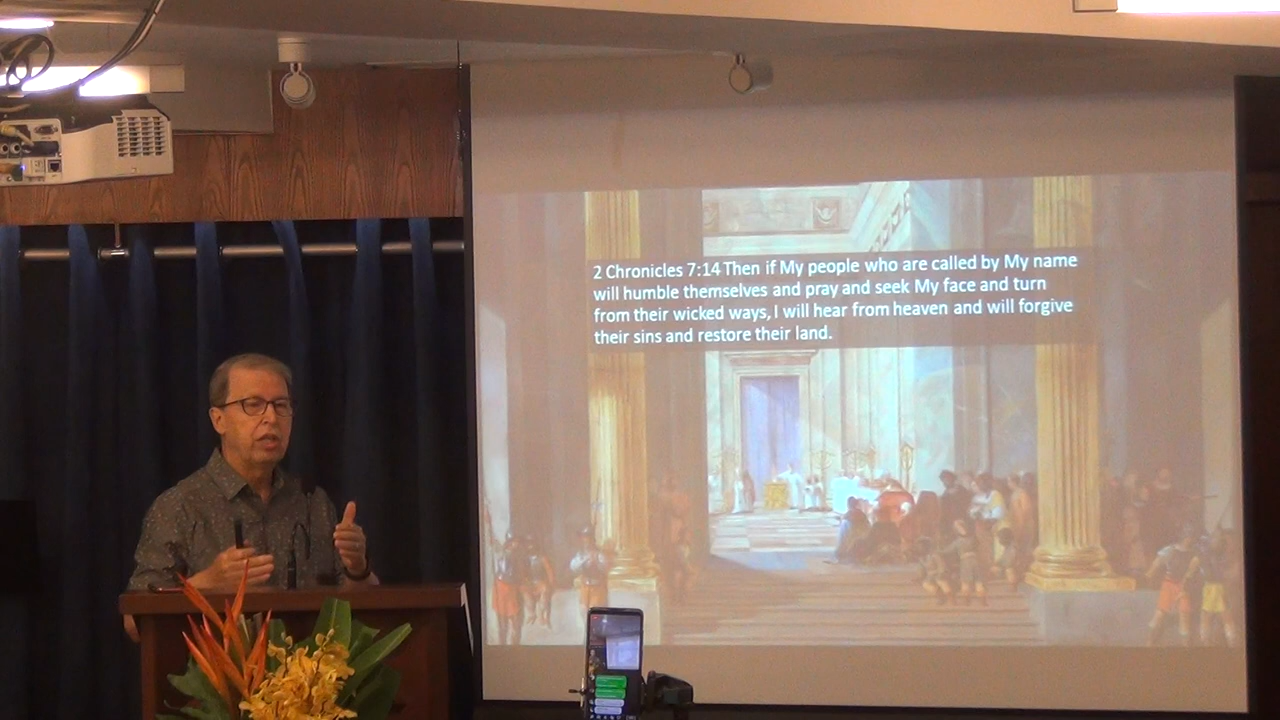 2 Chronicles 7:14 Then if My people who are called by My name
will humble themselves and pray and seek My face and turn
from their wicked ways, I will hear from heaven and will forgive
their sins and restore their land.